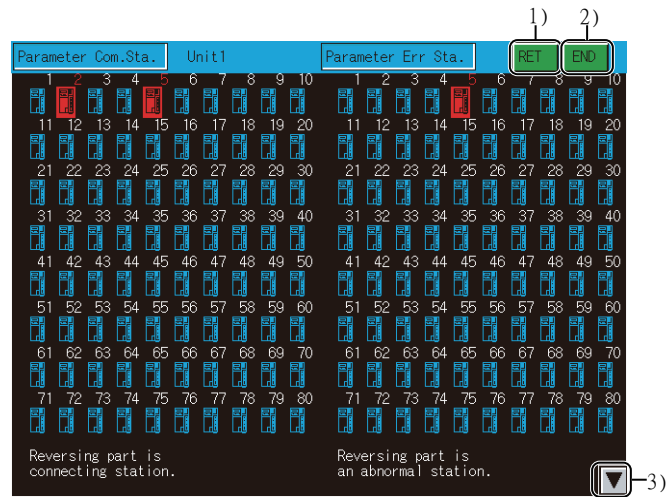 1) 2)
Parameter Com.Sta. Unit1 Parameter Err Sta. RET END
1 2 3 4 5 6 7 8 9 10 1 2 3 4 5 6 7 8 9 10
11 12 13 14 15 16 17 18 19 20 11 12 13 14 15 16 17 18 19 20
21 22 23 24 25 26 27 28 29 30 21 22 23 24 25 26 27 28 29 30
31 32 33 34 35 36 37 38 39 40 31 32 33 34 35 36 37 38 39 40
41 42 43 44 45 46 47 48 49 50 41 42 43 44 45 46 47 48 49 50
51 52 53 54 55 56 57 58 59 60 51 52 53 54 55 56 57 58 59 60
61 62 63 64 65 66 67 68 69 70 61 62 63 64 65 66 67 68 69 70
71 72 73 74 75 76 77 78 79 80 71 72 73 74 75 76 77 78 79 80
Reversing part is
connecting station.
Reversing part is
an abnormal station.
3)